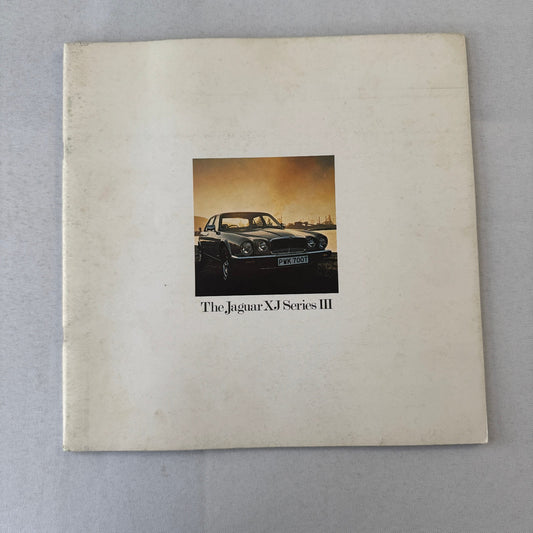 PWK 700T
The Jaguar XJ Series III